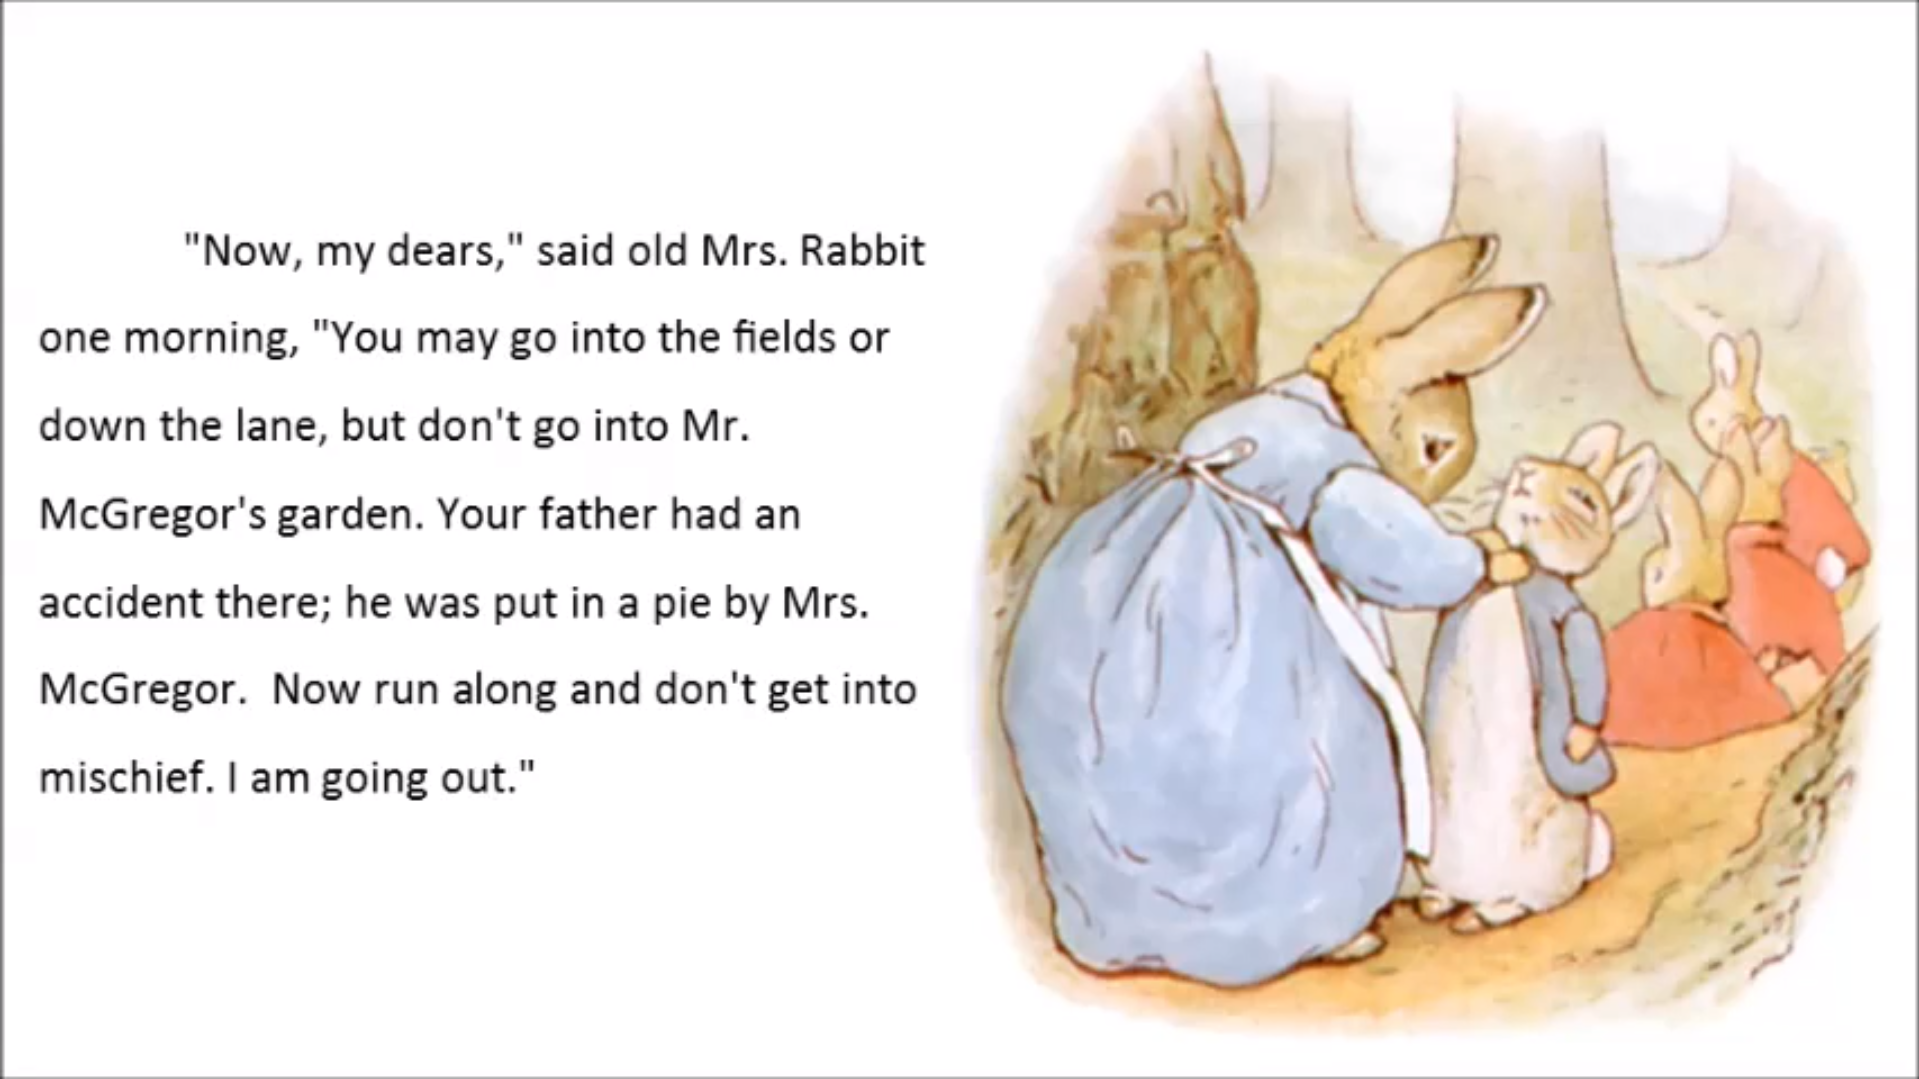 "Now, my dears," said old Mrs. Rabbit
one morning, "You may go into the fields or
down the lane, but don't go into Mr.
McGregor's garden. Your father had an
accident there; he was put in a pie by Mrs.
McGregor.  Now run along and don't get into
mischief. I am going out."